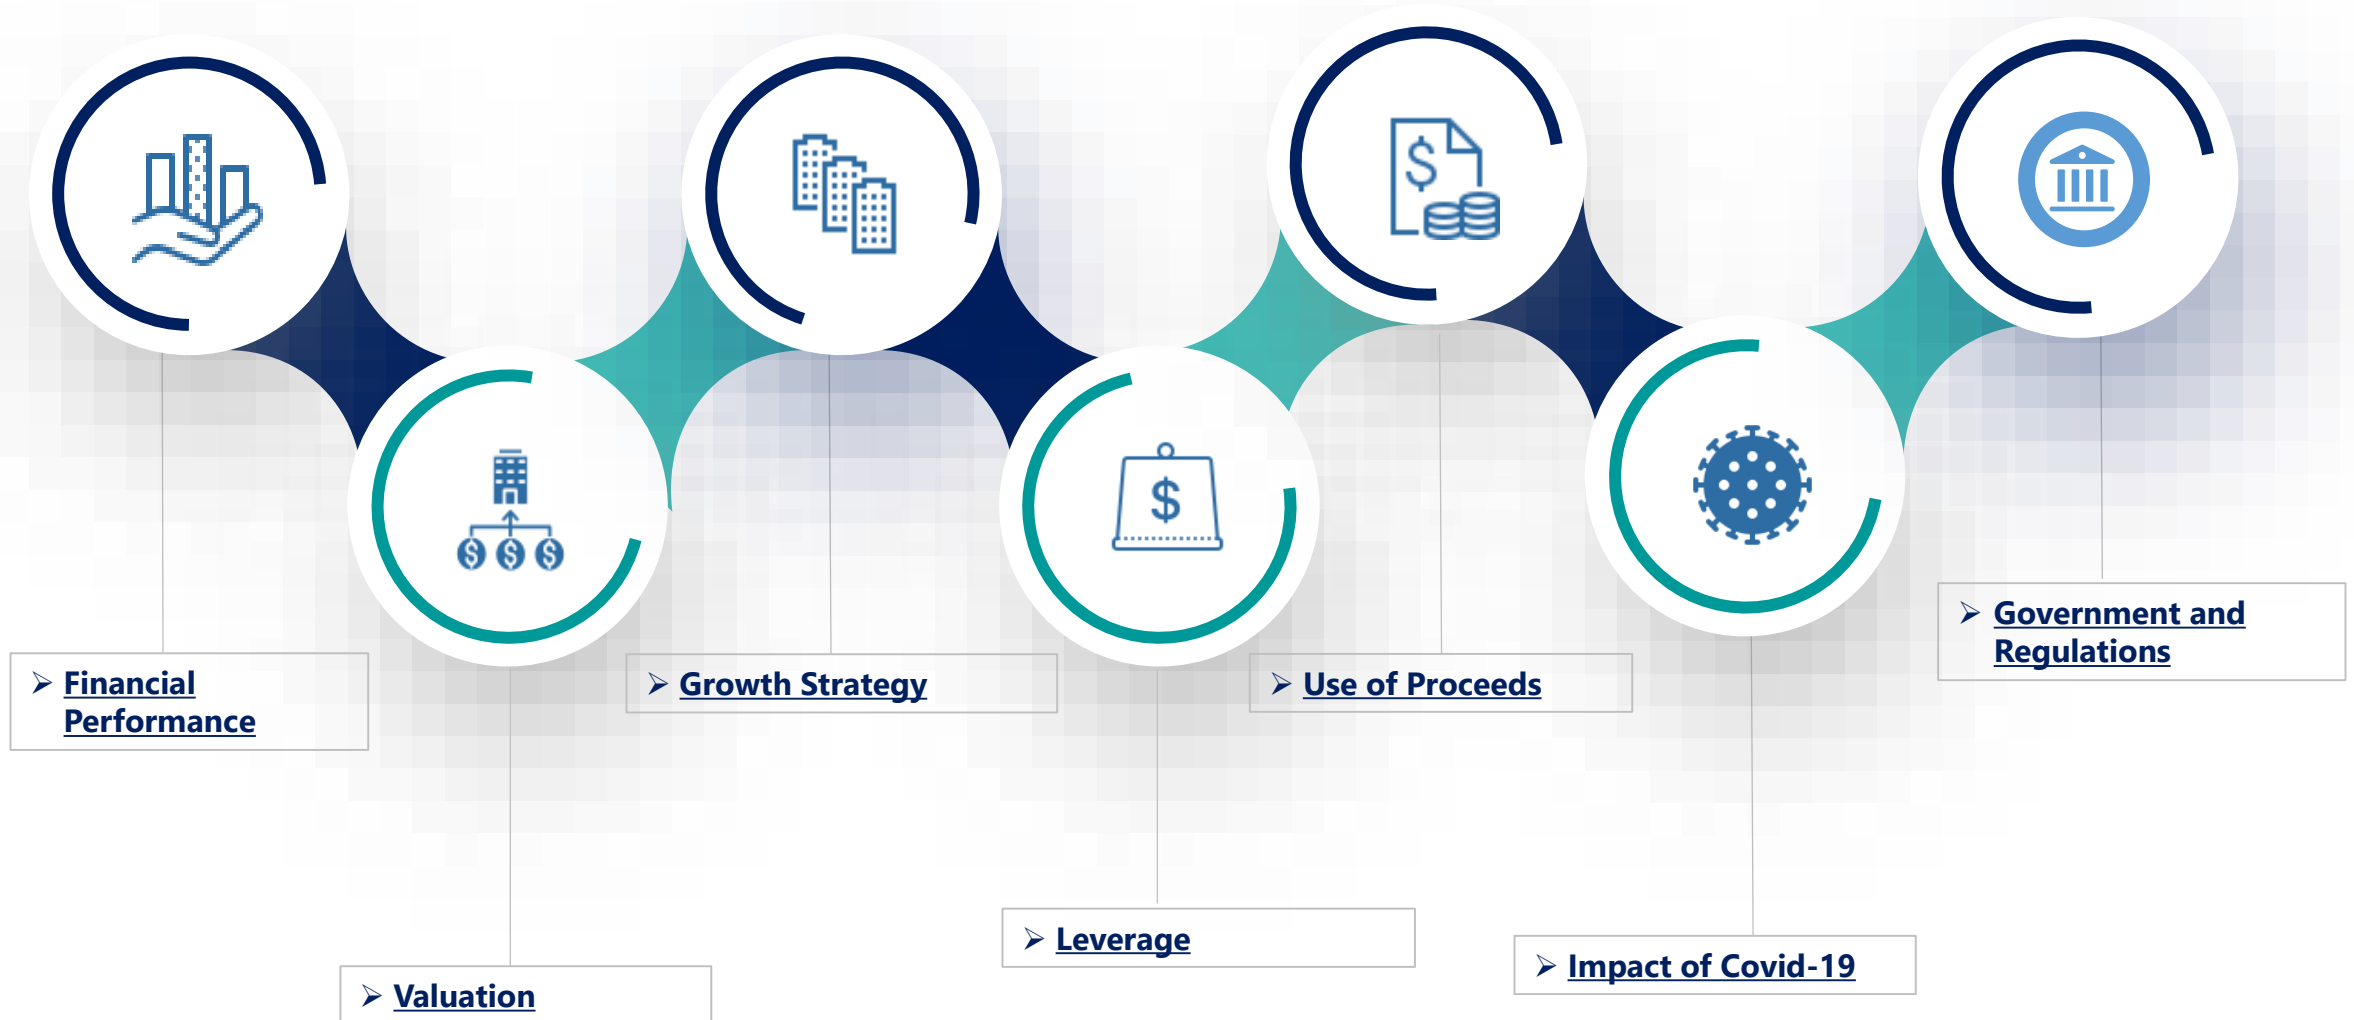 ➢ Financial
Performance
➢ Valuation
➢ Growth Strategy
➢ Leverage
➢ Use of Proceeds
➢ Impact of Covid-19
➢ Government and
Regulations
$
$ $ $
$